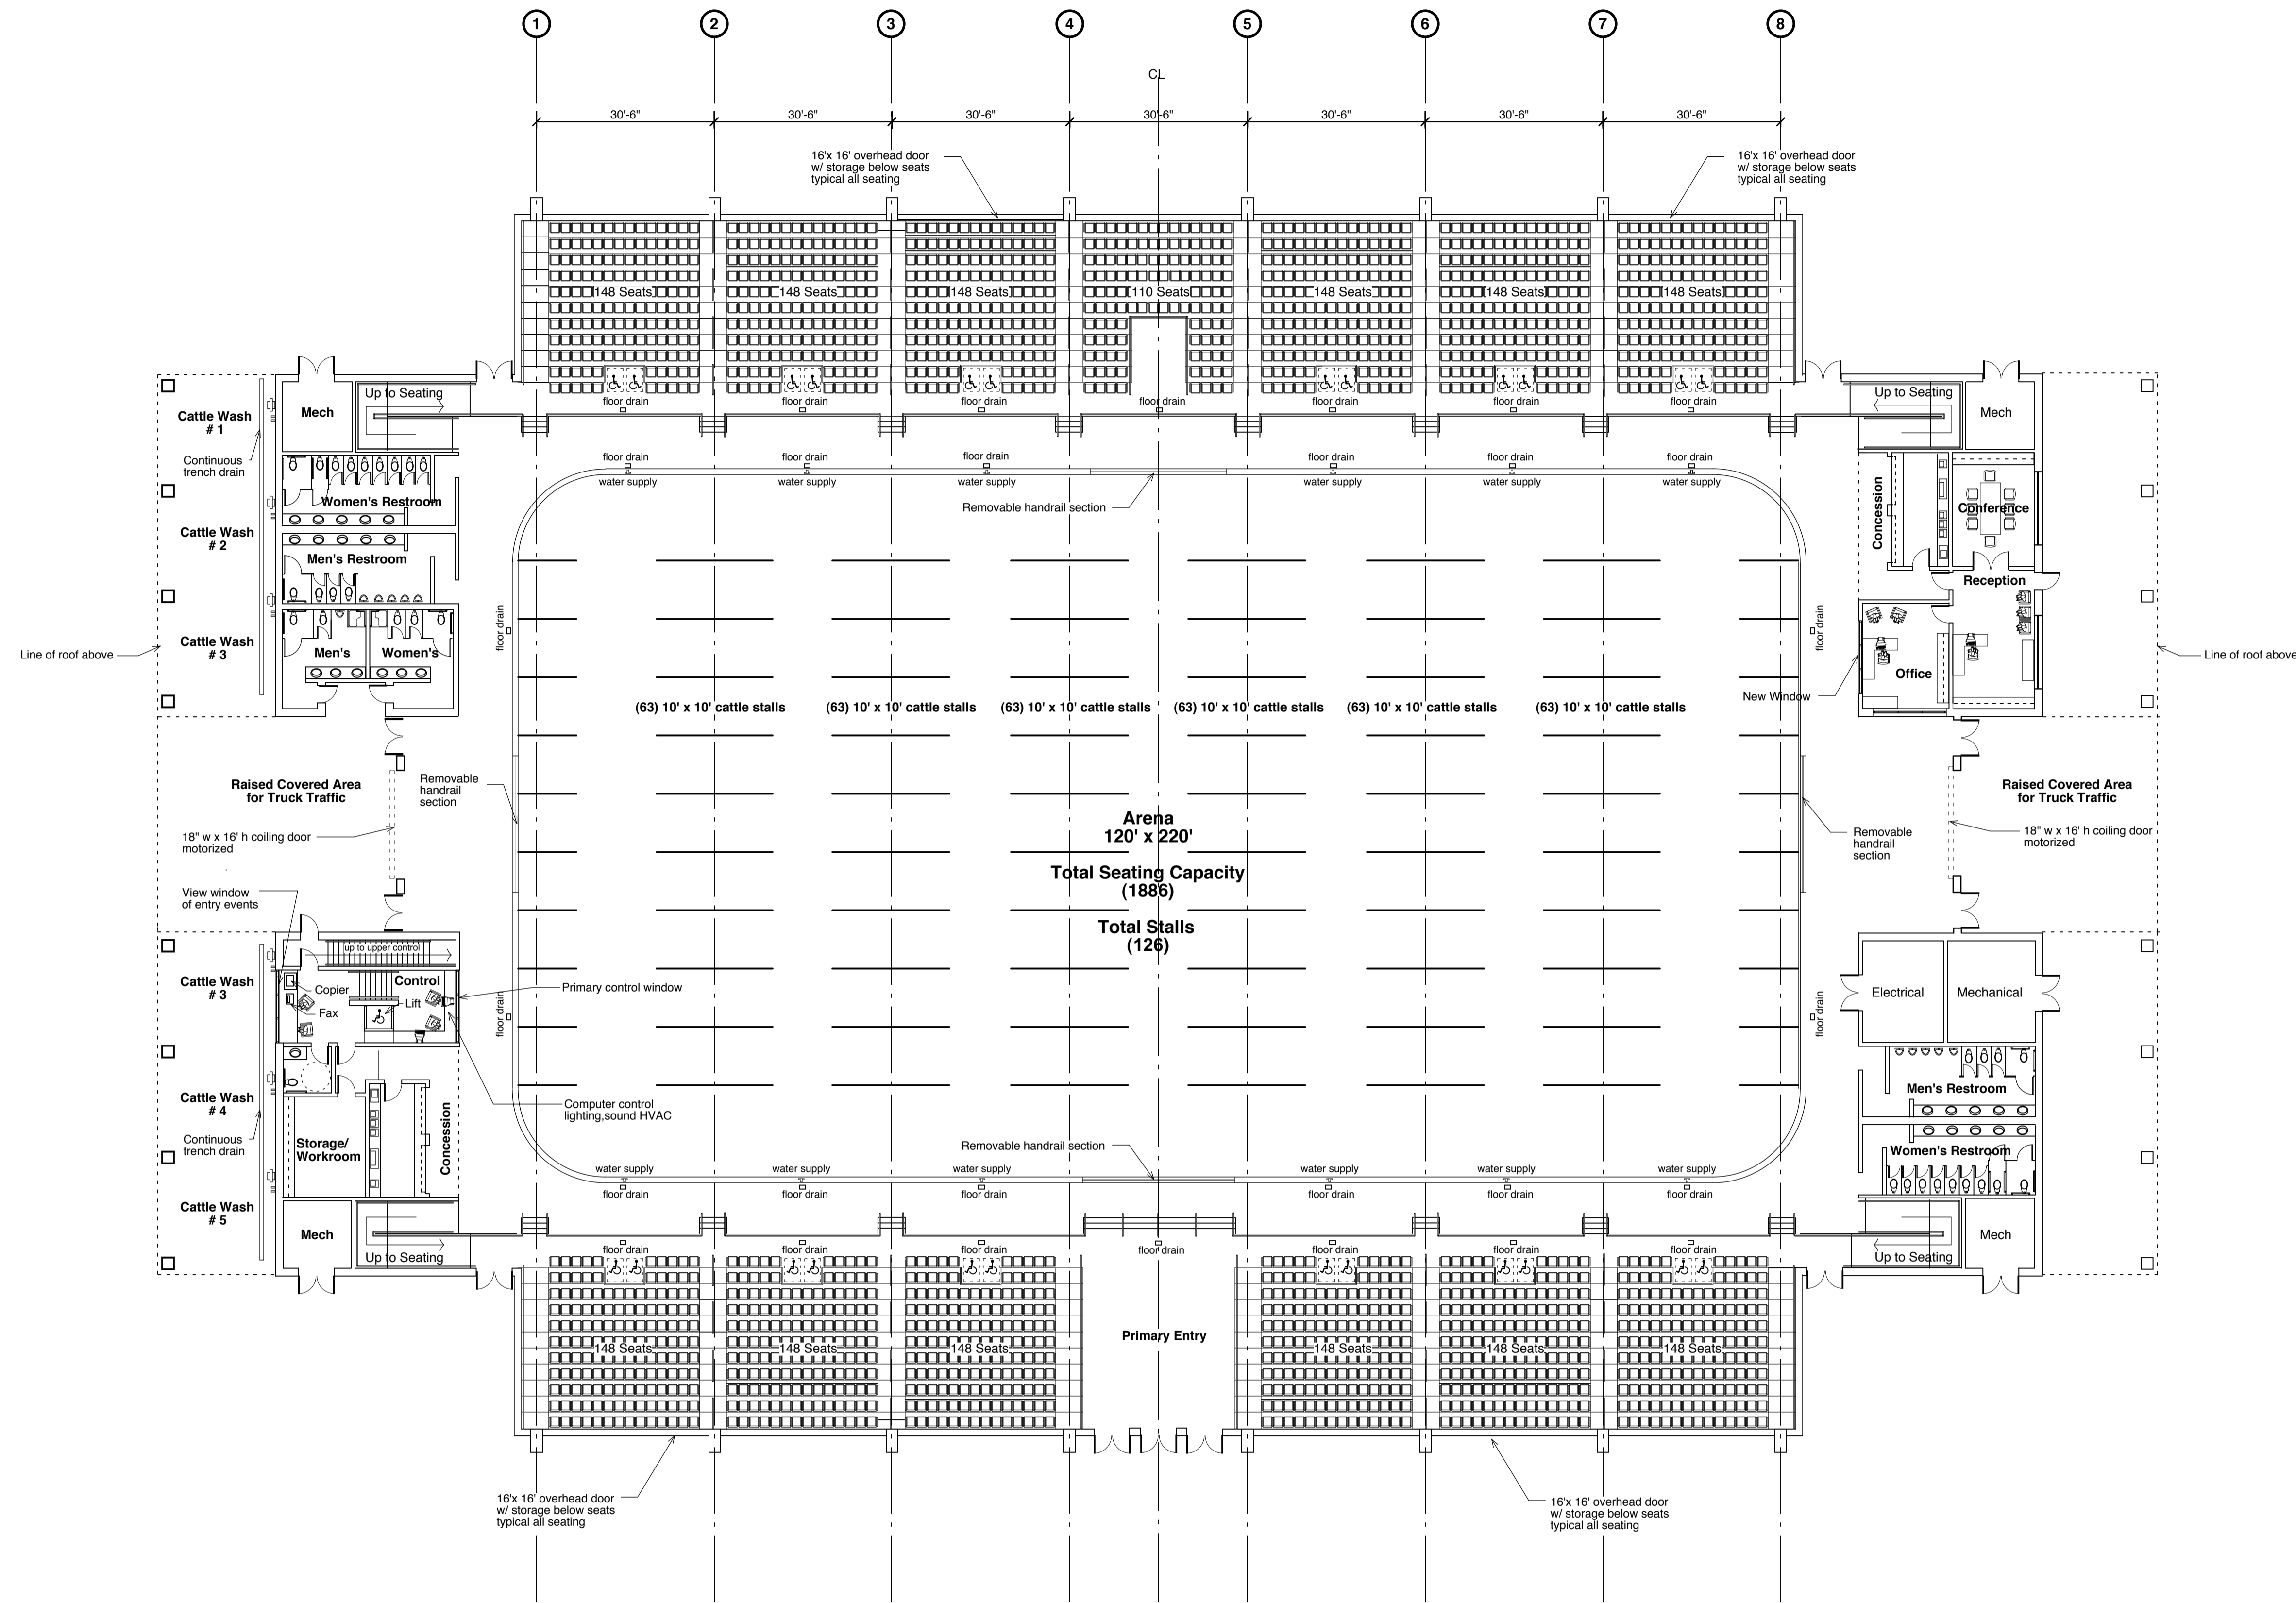 1 2 3 4 5 6 7 8
CL
30'-6" 30'-6" 30'-6" 30'-6" 30'-6" 30'-6" 30'-6"
16'x 16' overhead door
w/ storage below seats
typical all seating
16'x 16' overhead door
w/ storage below seats
typical all seating
148 Seats 148 Seats 148 Seats 110 Seats 148 Seats 148 Seats 148 Seats
floor drain floor drain floor drain floor drain floor drain floor drain floor drain
Mech
Up to Seating
Up to Seating
Mech
Cattle Wash
# 1
Continuous
trench drain
Women's Restroom
Cattle Wash
# 2
Men's Restroom
Cattle Wash
# 3
Men's
Women's
Line of roof above
floor drain floor drain floor drain floor drain floor drain floor drain
water supply water supply water supply water supply water supply water supply
Removable handrail section
Concession
Conference
Reception
Office
New Window
Line of roof above
floor drain
floor drain
(63) 10' x 10' cattle stalls (63) 10' x 10' cattle stalls (63) 10' x 10' cattle stalls (63) 10' x 10' cattle stalls (63) 10' x 10' cattle stalls (63) 10' x 10' cattle stalls
Raised Covered Area
for Truck Traffic
Removable
handrail
section
18" w x 16' h coiling door
motorized
View window
of entry events
Arena
120' x 220'
Total Seating Capacity
(1886)
Total Stalls
(126)
Raised Covered Area
for Truck Traffic
Removable
handrail
section
18" w x 16' h coiling door
motorized
up to upper control
Control
Copier
Lift
Fax
Primary control window
Cattle Wash
# 3
floor drain
floor drain
Electrical
Mechanical
Cattle Wash
# 4
Continuous
trench drain
Storage/
Workroom
Concession
Computer control
lighting,sound HVAC
Men's Restroom
Women's Restroom
Removable handrail section
water supply water supply water supply water supply water supply water supply
floor drain floor drain floor drain floor drain floor drain floor drain
Cattle Wash
# 5
Mech
Up to Seating
Up to Seating
Mech
floor drain floor drain floor drain floor drain floor drain floor drain floor drain
Primary Entry
148 Seats 148 Seats 148 Seats 148 Seats 148 Seats 148 Seats
16'x 16' overhead door
w/ storage below seats
typical all seating
16'x 16' overhead door
w/ storage below seats
typical all seating